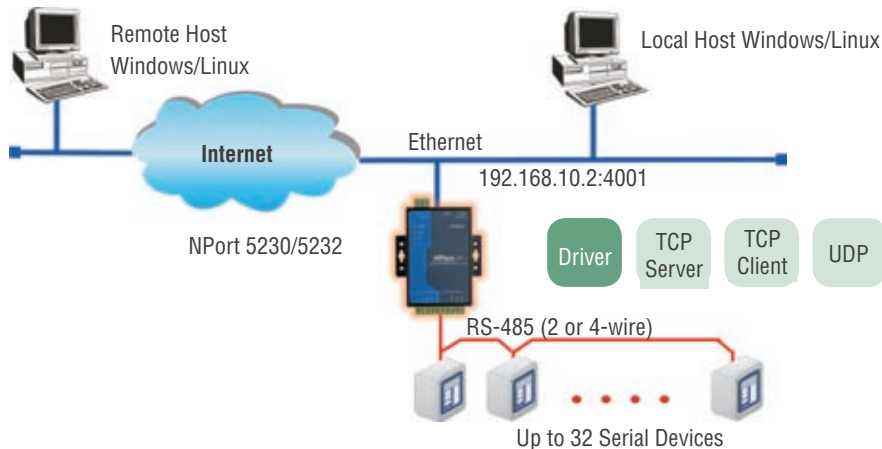 Remote Host
Windows/Linux
Local Host Windows/Linux
Internet
Ethernet
192.168.10.2:4001
NPort 5230/5232
Driver
TCP
Server
TCP
Client
UDP
RS-485 (2 or 4-wire)
Up to 32 Serial Devices